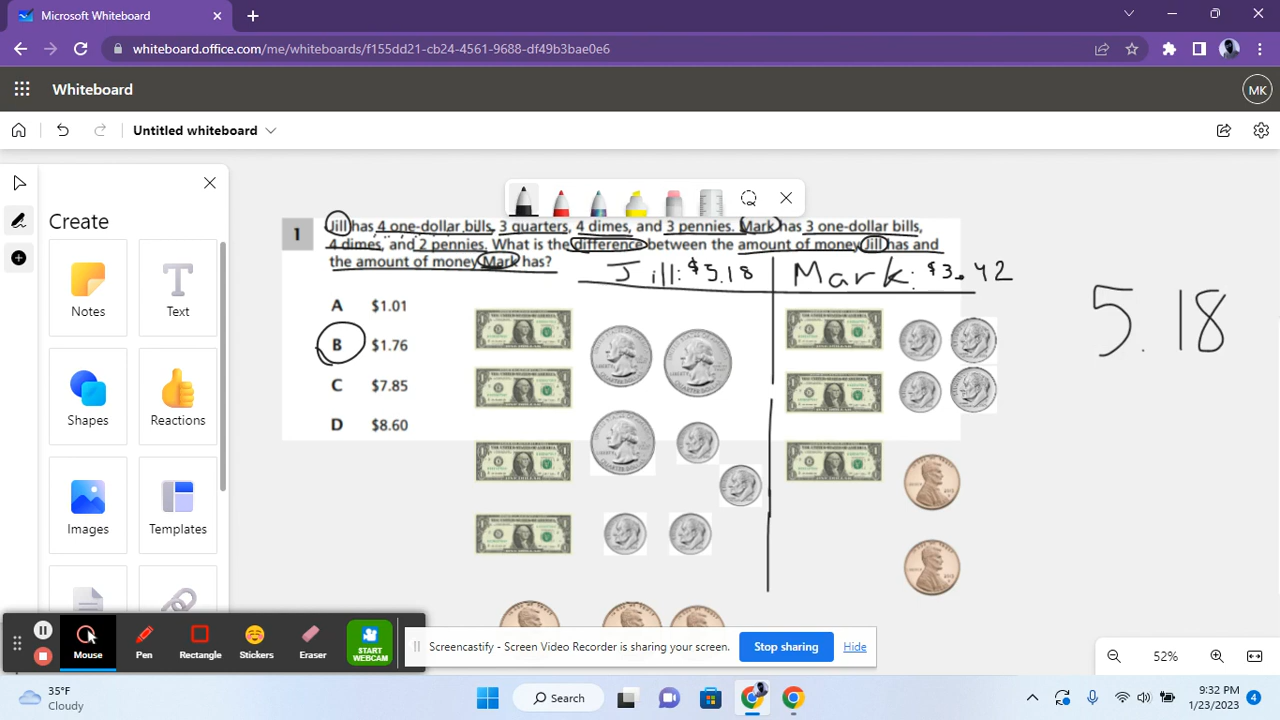 Microsoft Whiteboard
whiteboard.office.com/me/whiteboards/f155dd21-cb24-4561-9688-df49b3bae0e6
Whiteboard
MK
Untitled whiteboard
Create
Notes
Text
Shapes
Reactions
Images
Templates
1
Jill has 4 one-dollar bills, 3 quarters, 4 dimes, and 3 pennies. Mark has 3 one-dollar bills,
4 dimes, and 2 pennies. What is the difference between the amount of money Jill has and
the amount of money Mark has?
Jill: $5.18
Mark: $3.42
5.18
A $1.01
B $1.76
C $7.85
D $8.60
Mouse
Pen
Rectangle
Stickers
Eraser
START
WEBCAM
Screencastify - Screen Video Recorder is sharing your screen.
Stop sharing
Hide
52%
35°F
Cloudy
Search
9:32 PM
1/23/2023
4